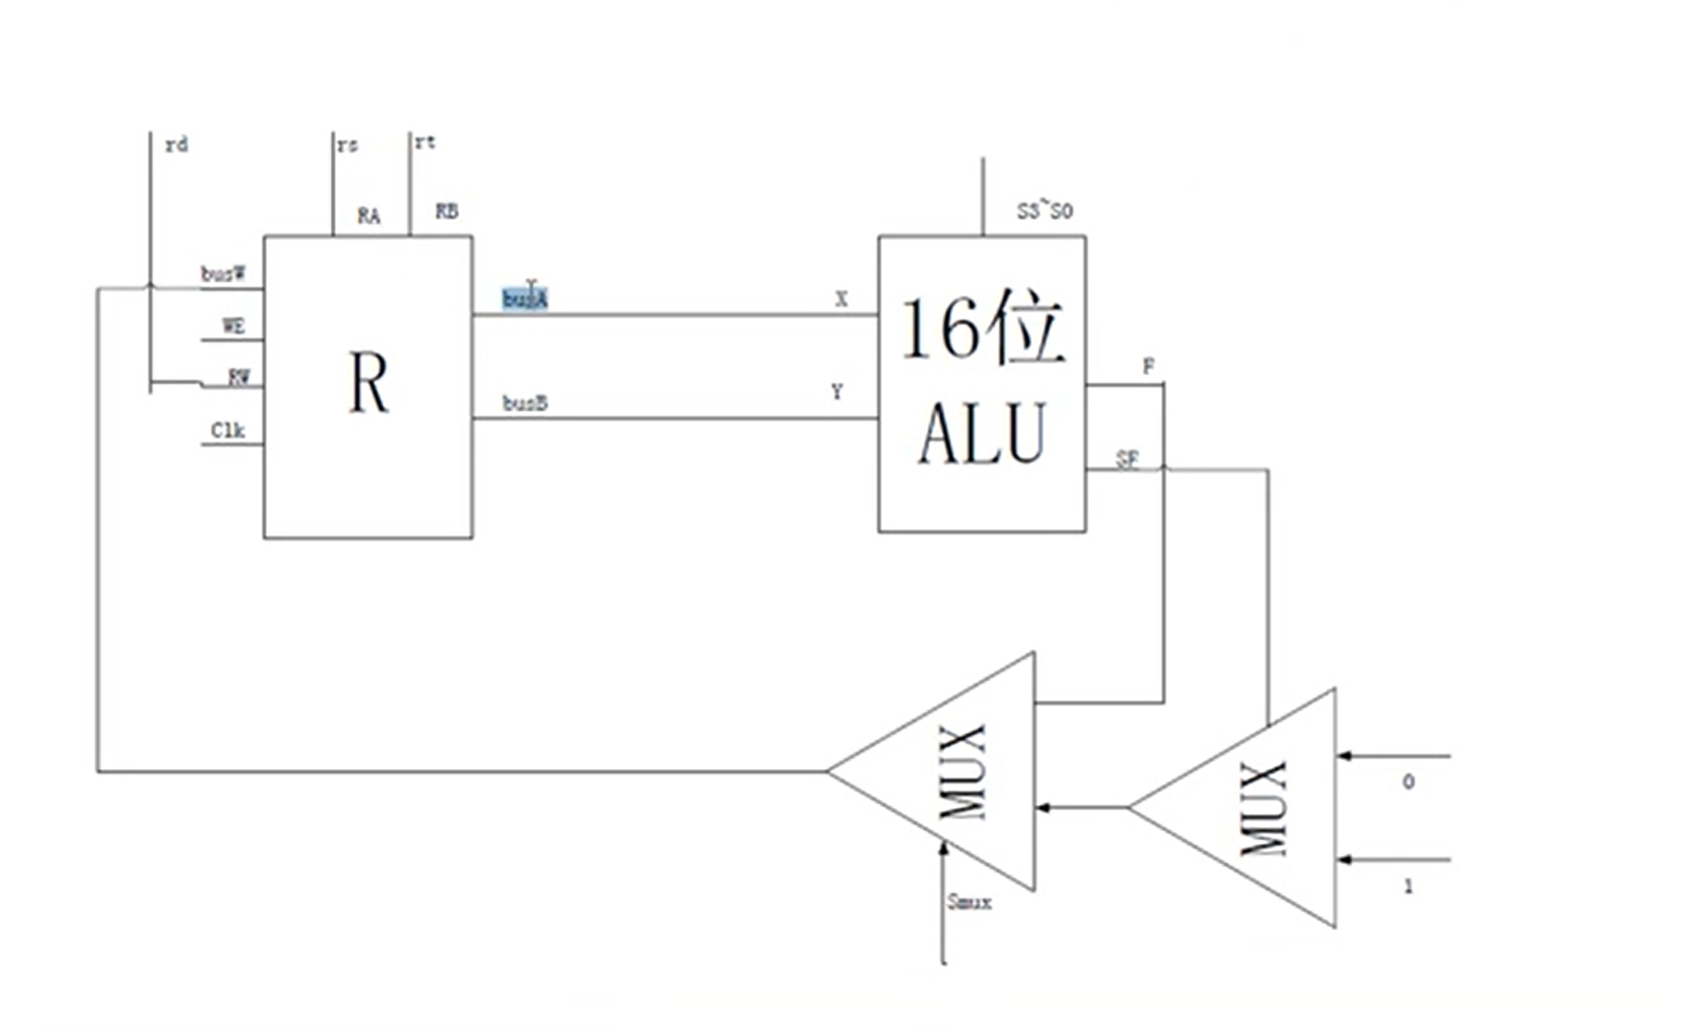 rd
rs
rt
RA
RB
S3~S0
busW
WE
RW
Clk
R
busA
busB
X
Y
16位
ALU
F
SF
MUX
Smux
MUX
0
1